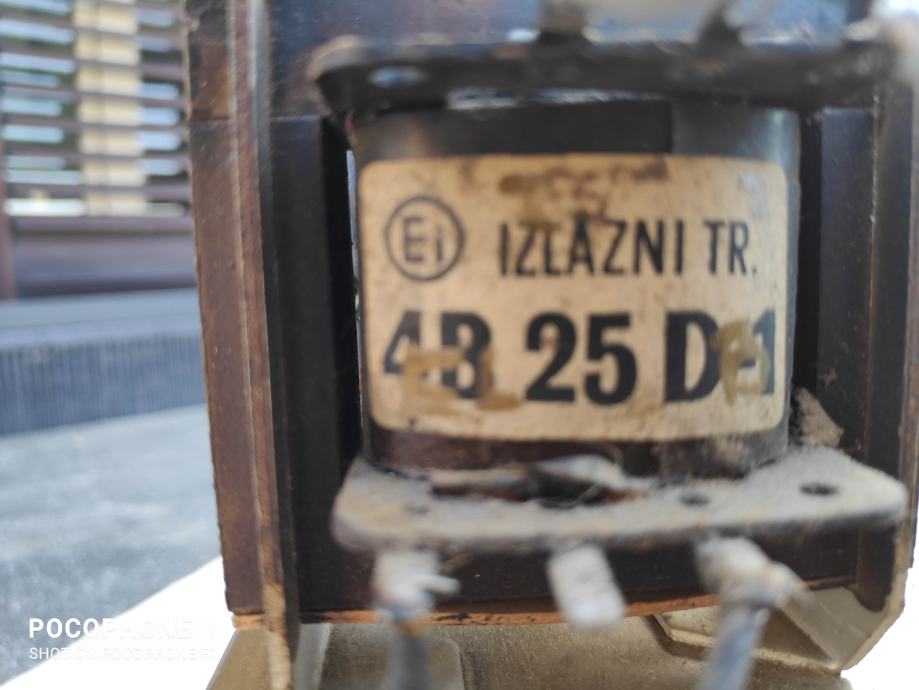 Ei IZLAZNI TR.
4B 25 D-1
POCOPHONE
SHOT ON POCOPHONE F1